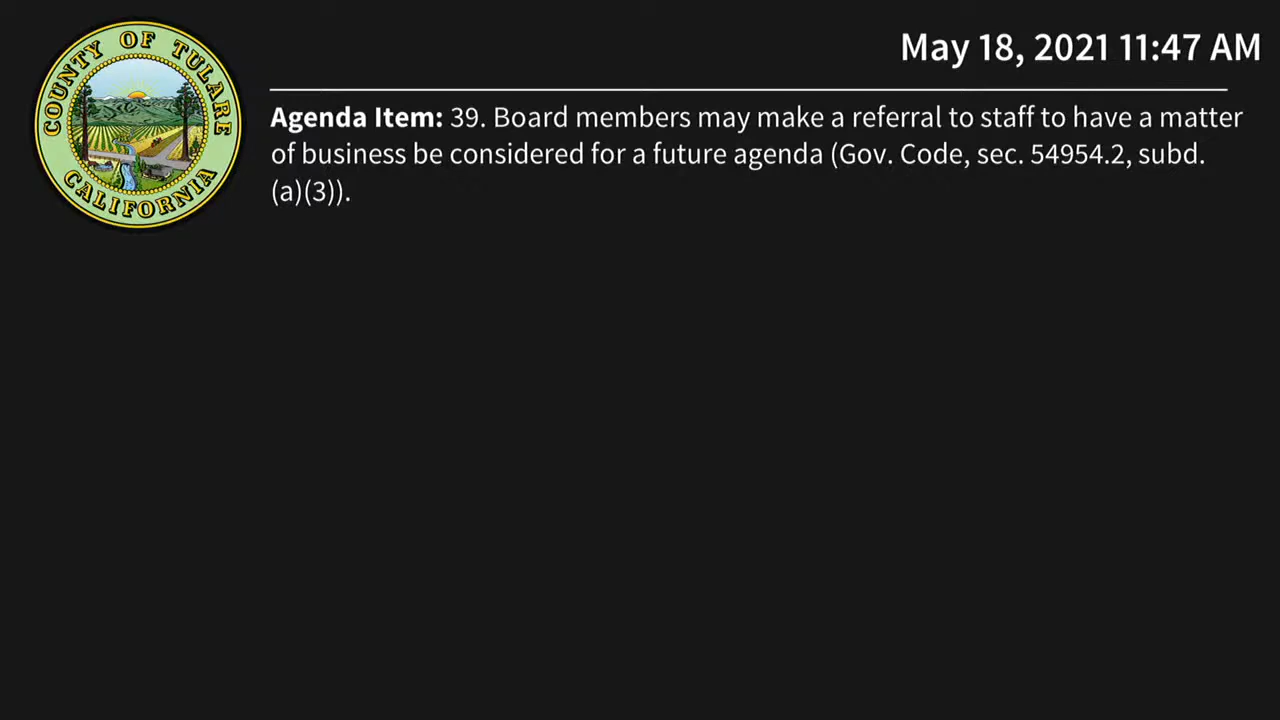 COUNTY OF TULARE
CALIFORNIA
May 18, 2021 11:47 AM
Agenda Item: 39. Board members may make a referral to staff to have a matter
of business be considered for a future agenda (Gov. Code, sec. 54954.2, subd.
(a)(3)).